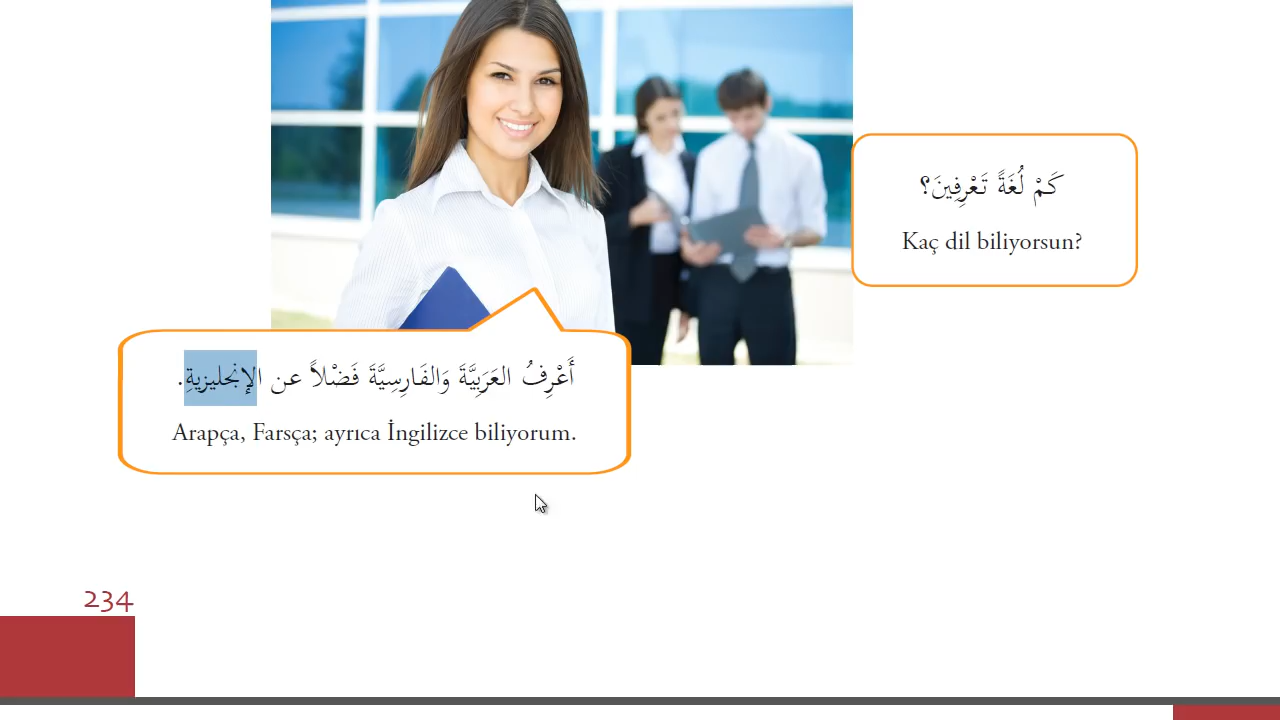 كَمْ لُغَةً تَعْرِفِينَ؟
Kaç dil biliyorsun?
أَعْرِفُ العَرَبِيَّةَ وَالفَارِسِيَّةَ فَضْلاً عن الإنجليزيةِ.
Arapça, Farsça; ayrıca İngilizce biliyorum.
234